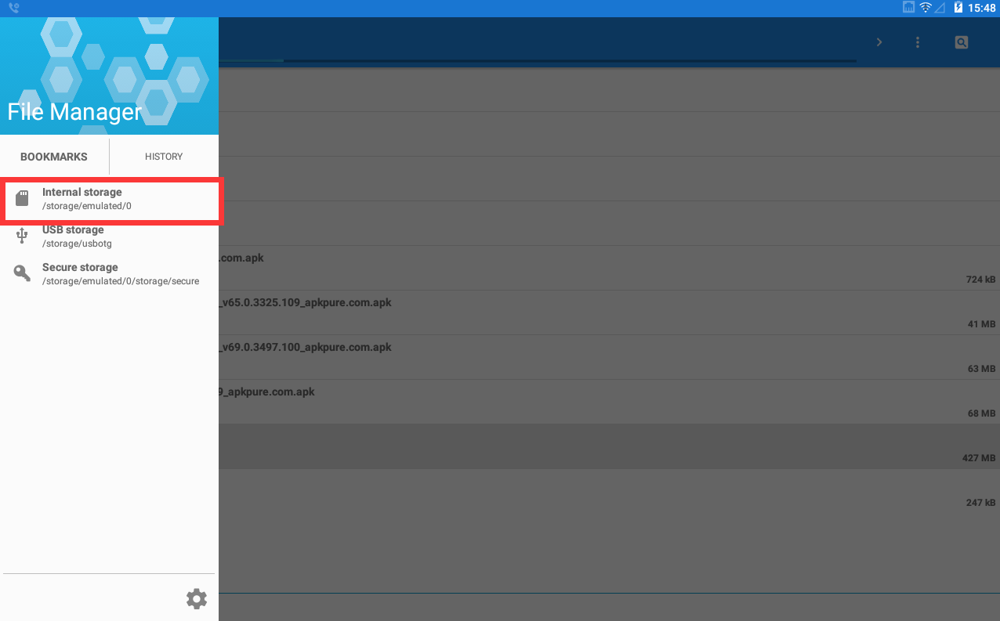 15:48
File Manager
BOOKMARKS
HISTORY
Internal storage
/storage/emulated/0
USB storage
/storage/usbotg
Secure storage
/storage/emulated/0/storage/secure
.com.apk
724 kB
_v65.0.3325.109_apkpure.com.apk
41 MB
_v69.0.3497.100_apkpure.com.apk
63 MB
9_apkpure.com.apk
68 MB
427 MB
247 kB